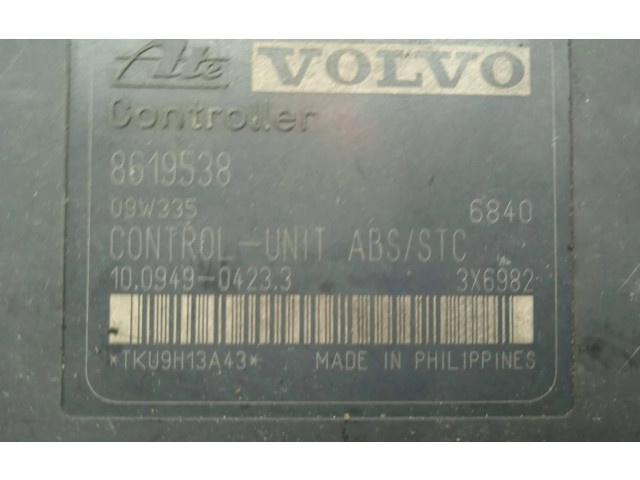 Ate VOLVO
Controller
8619538
09W335 6840
CONTROL-UNIT ABS/STC
10.0949-0423.3 3X6982
*TKU9H13A43* MADE IN PHILIPPINES